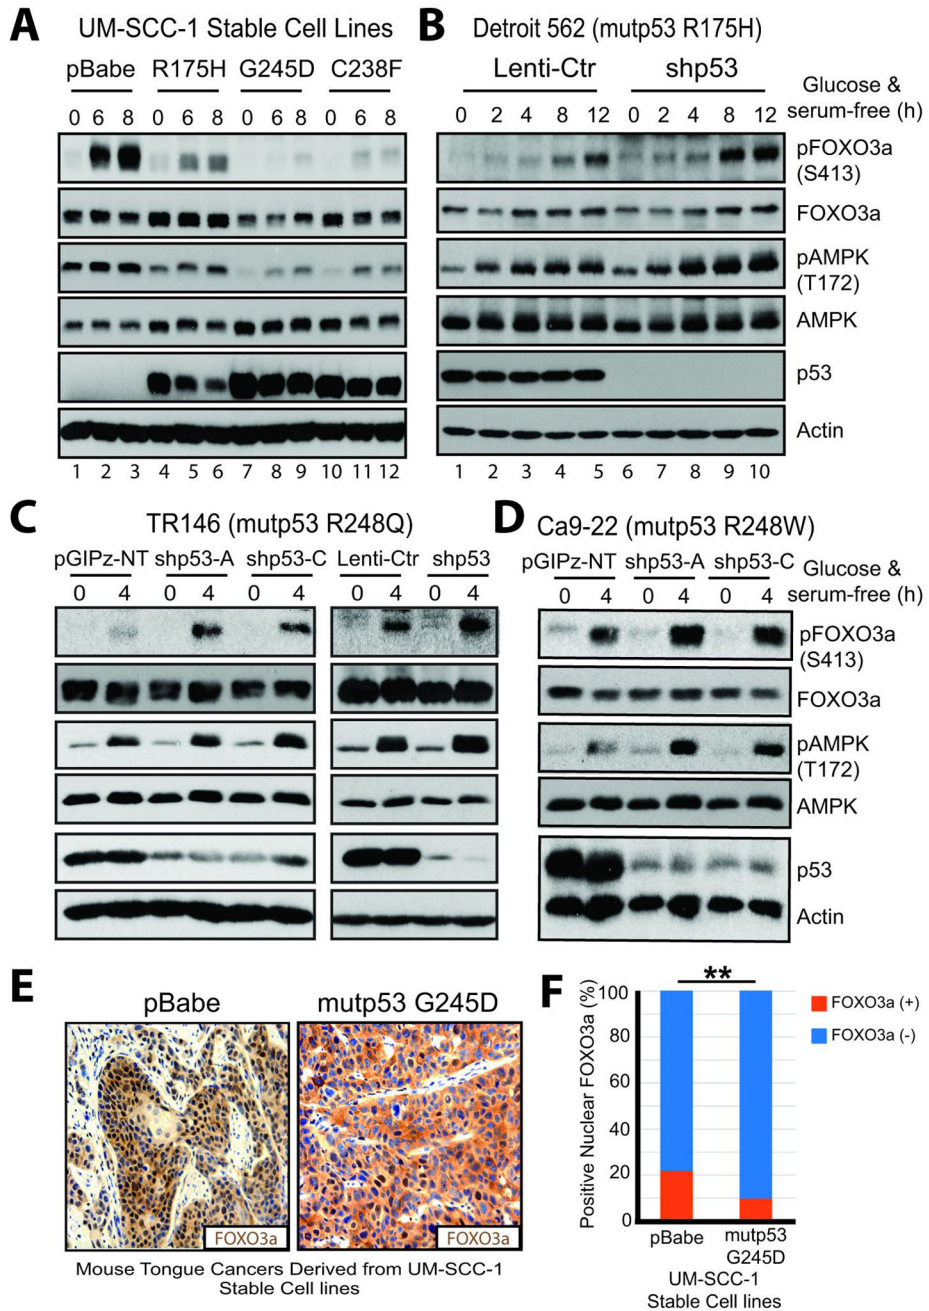 A
UM-SCC-1 Stable Cell Lines
pBabe R175H G245D C238F
0 6 8 0 6 8 0 6 8 0 6 8
1 2 3 4 5 6 7 8 9 10 11 12
B
Detroit 562 (mutp53 R175H)
Lenti-Ctr shp53
Glucose &
serum-free (h)
0 2 4 8 12 0 2 4 8 12
pFOXO3a
(S413)
FOXO3a
pAMPK
(T172)
AMPK
p53
Actin
1 2 3 4 5 6 7 8 9 10
C
TR146 (mutp53 R248Q)
pGIPz-NT shp53-A shp53-C Lenti-Ctr shp53
0 4 0 4 0 4 0 4 0 4
D
Ca9-22 (mutp53 R248W)
pGIPz-NT shp53-A shp53-C
Glucose &
serum-free (h)
0 4 0 4 0 4
pFOXO3a
(S413)
FOXO3a
pAMPK
(T172)
AMPK
p53
Actin
E
pBabe mutp53 G245D
FOXO3a FOXO3a
Mouse Tongue Cancers Derived from UM-SCC-1
Stable Cell lines
F
**
Positive Nuclear FOXO3a (%)
100
80
60
40
20
0
FOXO3a (+)
FOXO3a (-)
pBabe mutp53
G245D
UM-SCC-1
Stable Cell lines